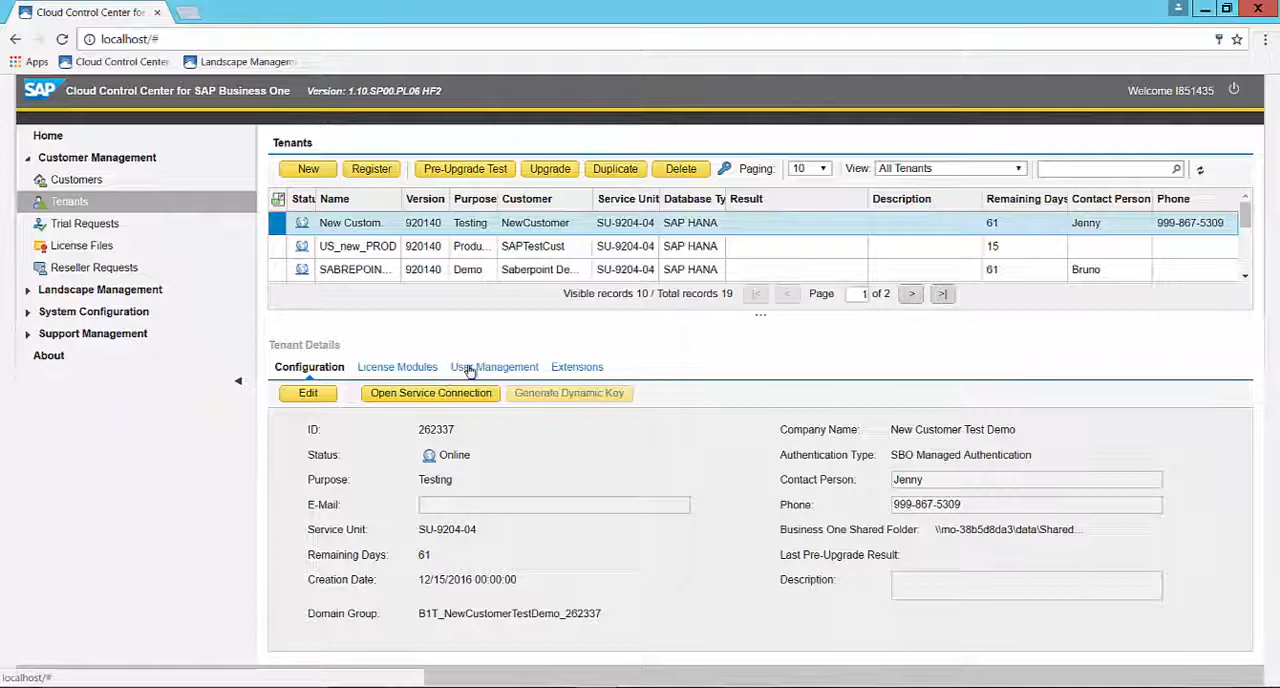 Cloud Control Center for
localhost/#
Apps Cloud Control Cente Landscape Managem
SAP Cloud Control Center for SAP Business One Version: 1.10.SP00.PL06 HF2 Welcome I851435
Home
Customer Management
Customers
Tenants
Trial Requests
License Files
Reseller Requests
Landscape Management
System Configuration
Support Management
About
Tenants
New Register Pre-Upgrade Test Upgrade Duplicate Delete Paging: 10 View: All Tenants
Statu Name Version Purpose Customer Service Unit Database Ty Result Description Remaining Days Contact Person Phone
New Custom. 920140 Testing NewCustomer SU-9204-04 SAP HANA 61 Jenny 999-867-5309
US_new_PROD 920140 Produ... SAPTestCust SU-9204-04 SAP HANA 15
SABREPOIN... 920140 Demo Saberpoint De... SU-9204-04 SAP HANA 61 Bruno
Visible records 10 / Total records 19 |< < Page 1 of 2 > >|
...
Tenant Details
Configuration License Modules User Management Extensions
Edit Open Service Connection Generate Dynamic Key
ID: 262337 Company Name: New Customer Test Demo
Status: Online Authentication Type: SBO Managed Authentication
Purpose: Testing Contact Person: Jenny
E-Mail: Phone: 999-867-5309
Service Unit: SU-9204-04 Business One Shared Folder: \\mo-38b5d8da3\data\Shared...
Remaining Days: 61 Last Pre-Upgrade Result:
Creation Date: 12/15/2016 00:00:00 Description:
Domain Group: B1T_NewCustomerTestDemo_262337
localhost/#